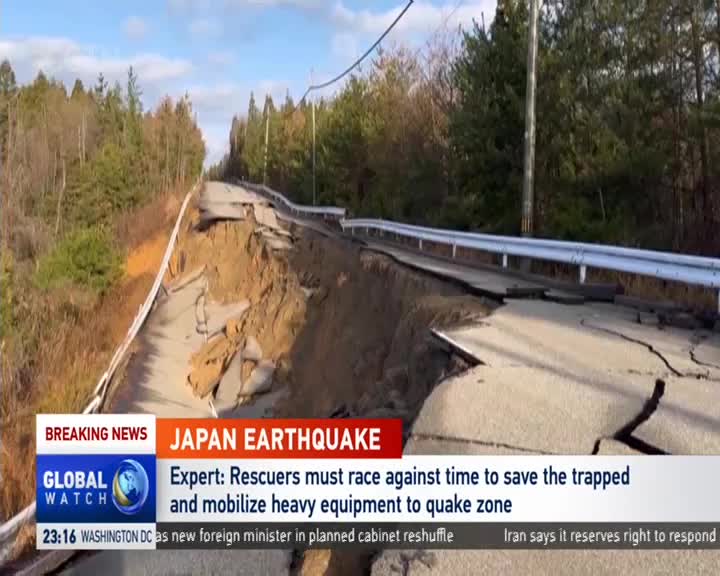 BREAKING NEWS
JAPAN EARTHQUAKE
GLOBAL
WATCH
Expert: Rescuers must race against time to save the trapped
and mobilize heavy equipment to quake zone
23:16 WASHINGTON DC as new foreign minister in planned cabinet reshuffle Iran says it reserves right to respond